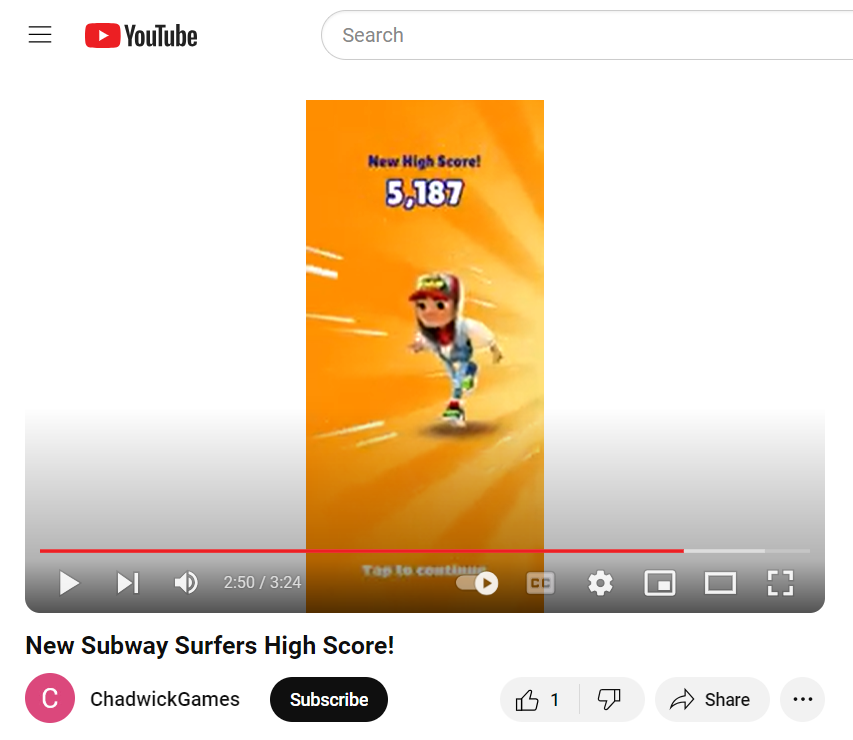 YouTube
Search
New High Score!
5,187
Tap to continue
2:50 / 3:24
CC
New Subway Surfers High Score!
C
ChadwickGames
Subscribe
1
Share